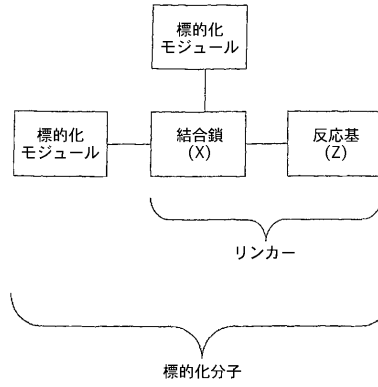 標的化
モジュール
標的化
モジュール
結合鎖
(X)
反応基
(Z)
リンカー
標的化分子